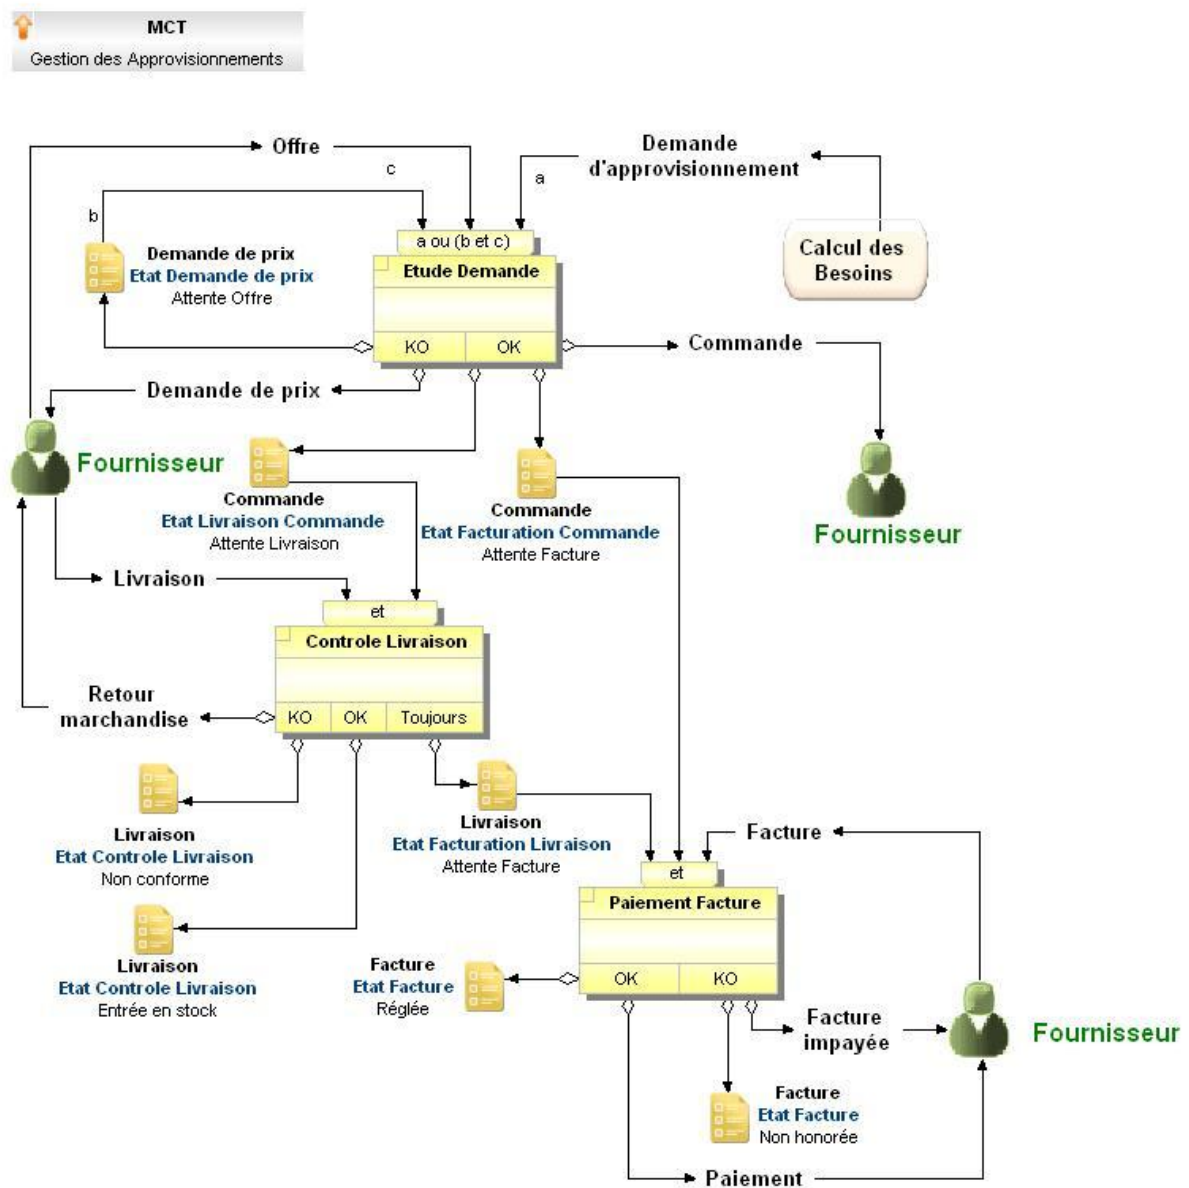 MCT
Gestion des Approvisionnements
Offre
Demande
d'approvisionnement
c
a
b
a ou (b et c)
Etude Demande
KO
OK
Demande de prix
Etat Demande de prix
Attente Offre
Calcul des
Besoins
Commande
Demande de prix
Fournisseur
Commande
Etat Livraison Commande
Attente Livraison
Commande
Etat Facturation Commande
Attente Facture
Fournisseur
Livraison
et
Controle Livraison
KO
OK
Toujours
Retour
marchandise
Livraison
Etat Controle Livraison
Non conforme
Livraison
Etat Facturation Livraison
Attente Facture
Facture
et
Paiement Facture
OK
KO
Livraison
Etat Controle Livraison
Entrée en stock
Facture
Etat Facture
Réglée
Facture
impayée
Fournisseur
Facture
Etat Facture
Non honorée
Paiement